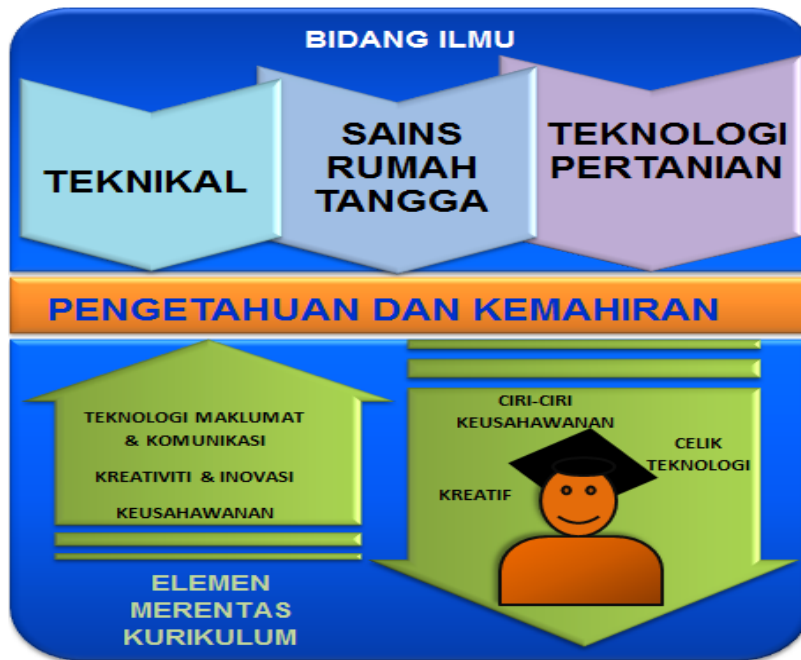 BIDANG ILMU
TEKNIKAL
SAINS
RUMAH
TANGGA
TEKNOLOGI
PERTANIAN
PENGETAHUAN DAN KEMAHIRAN
TEKNOLOGI MAKLUMAT
& KOMUNIKASI
KREATIVITI & INOVASI
KEUSAHAWANAN
ELEMEN
MERENTAS
KURIKULUM
CIRI-CIRI
KEUSAHAWANAN
CELIK
TEKNOLOGI
KREATIF